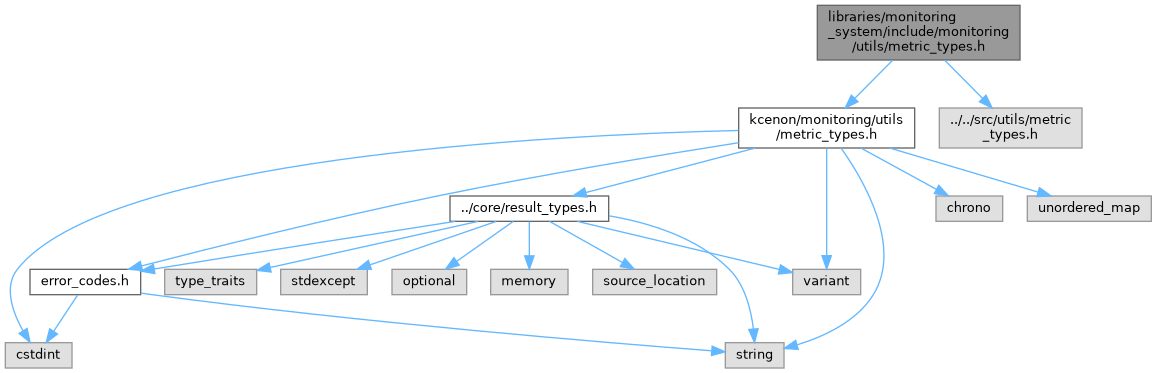 libraries/monitoring
_system/include/monitoring
/utils/metric_types.h
kcenon/monitoring/utils
/metric_types.h
../../src/utils/metric
_types.h
../core/result_types.h
chrono
unordered_map
error_codes.h
type_traits
stdexcept
optional
memory
source_location
variant
cstdint
string